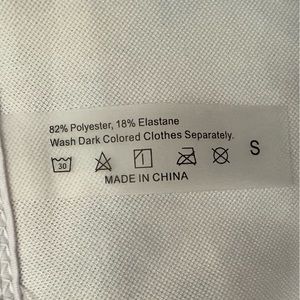 82% Polyester, 18% Elastane
Wash Dark Colored Clothes Separately.
30 S
MADE IN CHINA